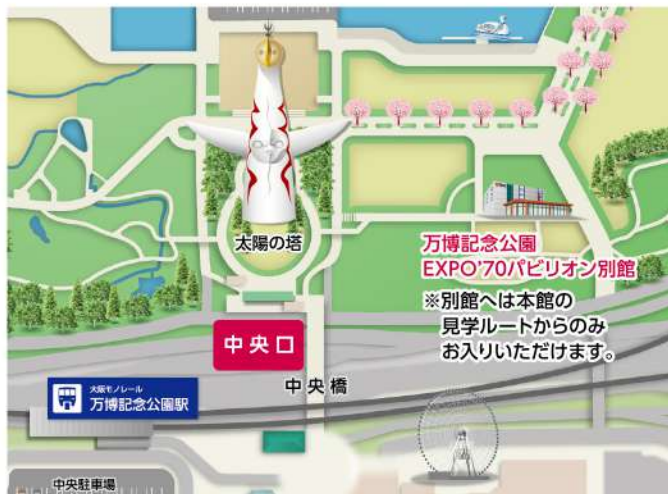 太陽の塔
万博記念公園
EXPO'70パビリオン別館
※別館へは本館の
見学ルートからのみ
お入りいただけます。
中央口
中央橋
大阪モノレール
万博記念公園駅
中央駐車場